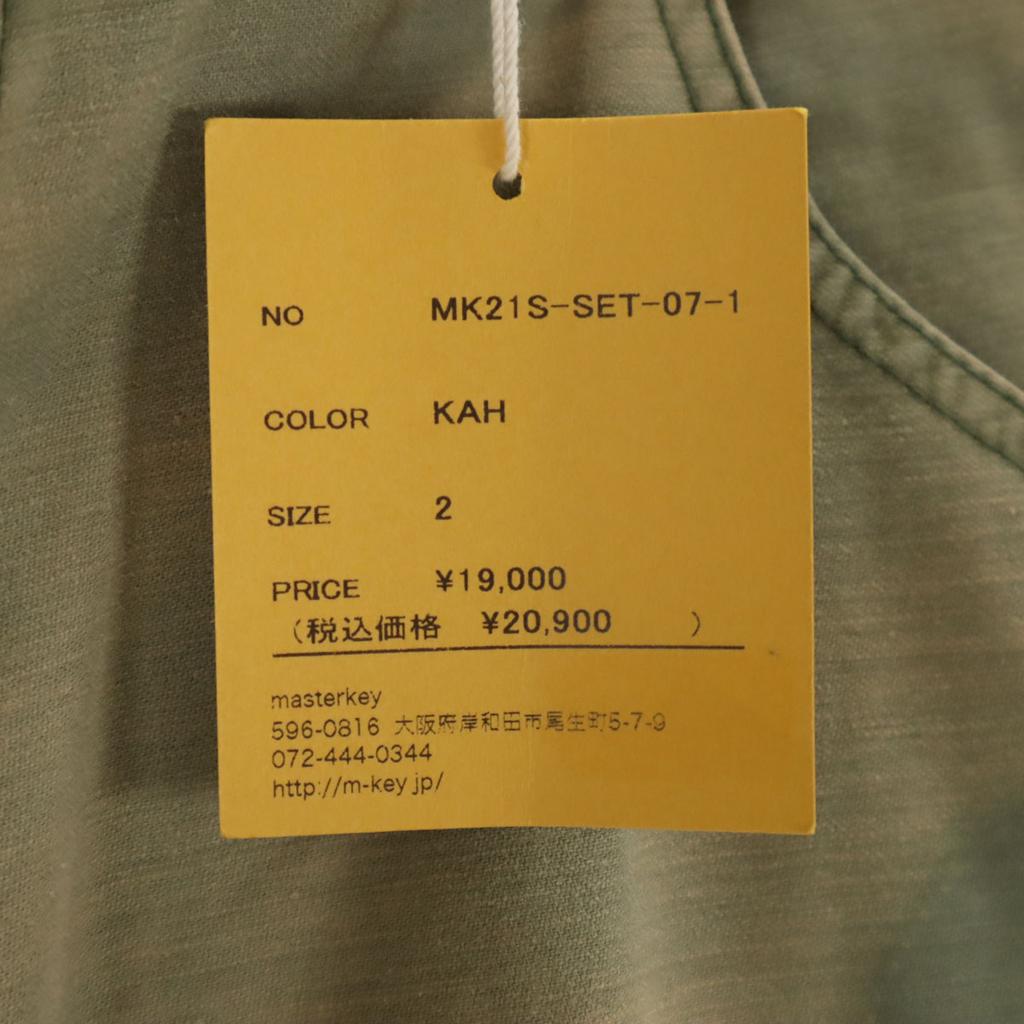 NO MK21S-SET-07-1
COLOR KAH
SIZE 2
PRICE ¥19,000
(税込価格 ¥20,900 )
masterkey
596-0816 大阪府岸和田市尾生町5-7-9
072-444-0344
http://m-key.jp/